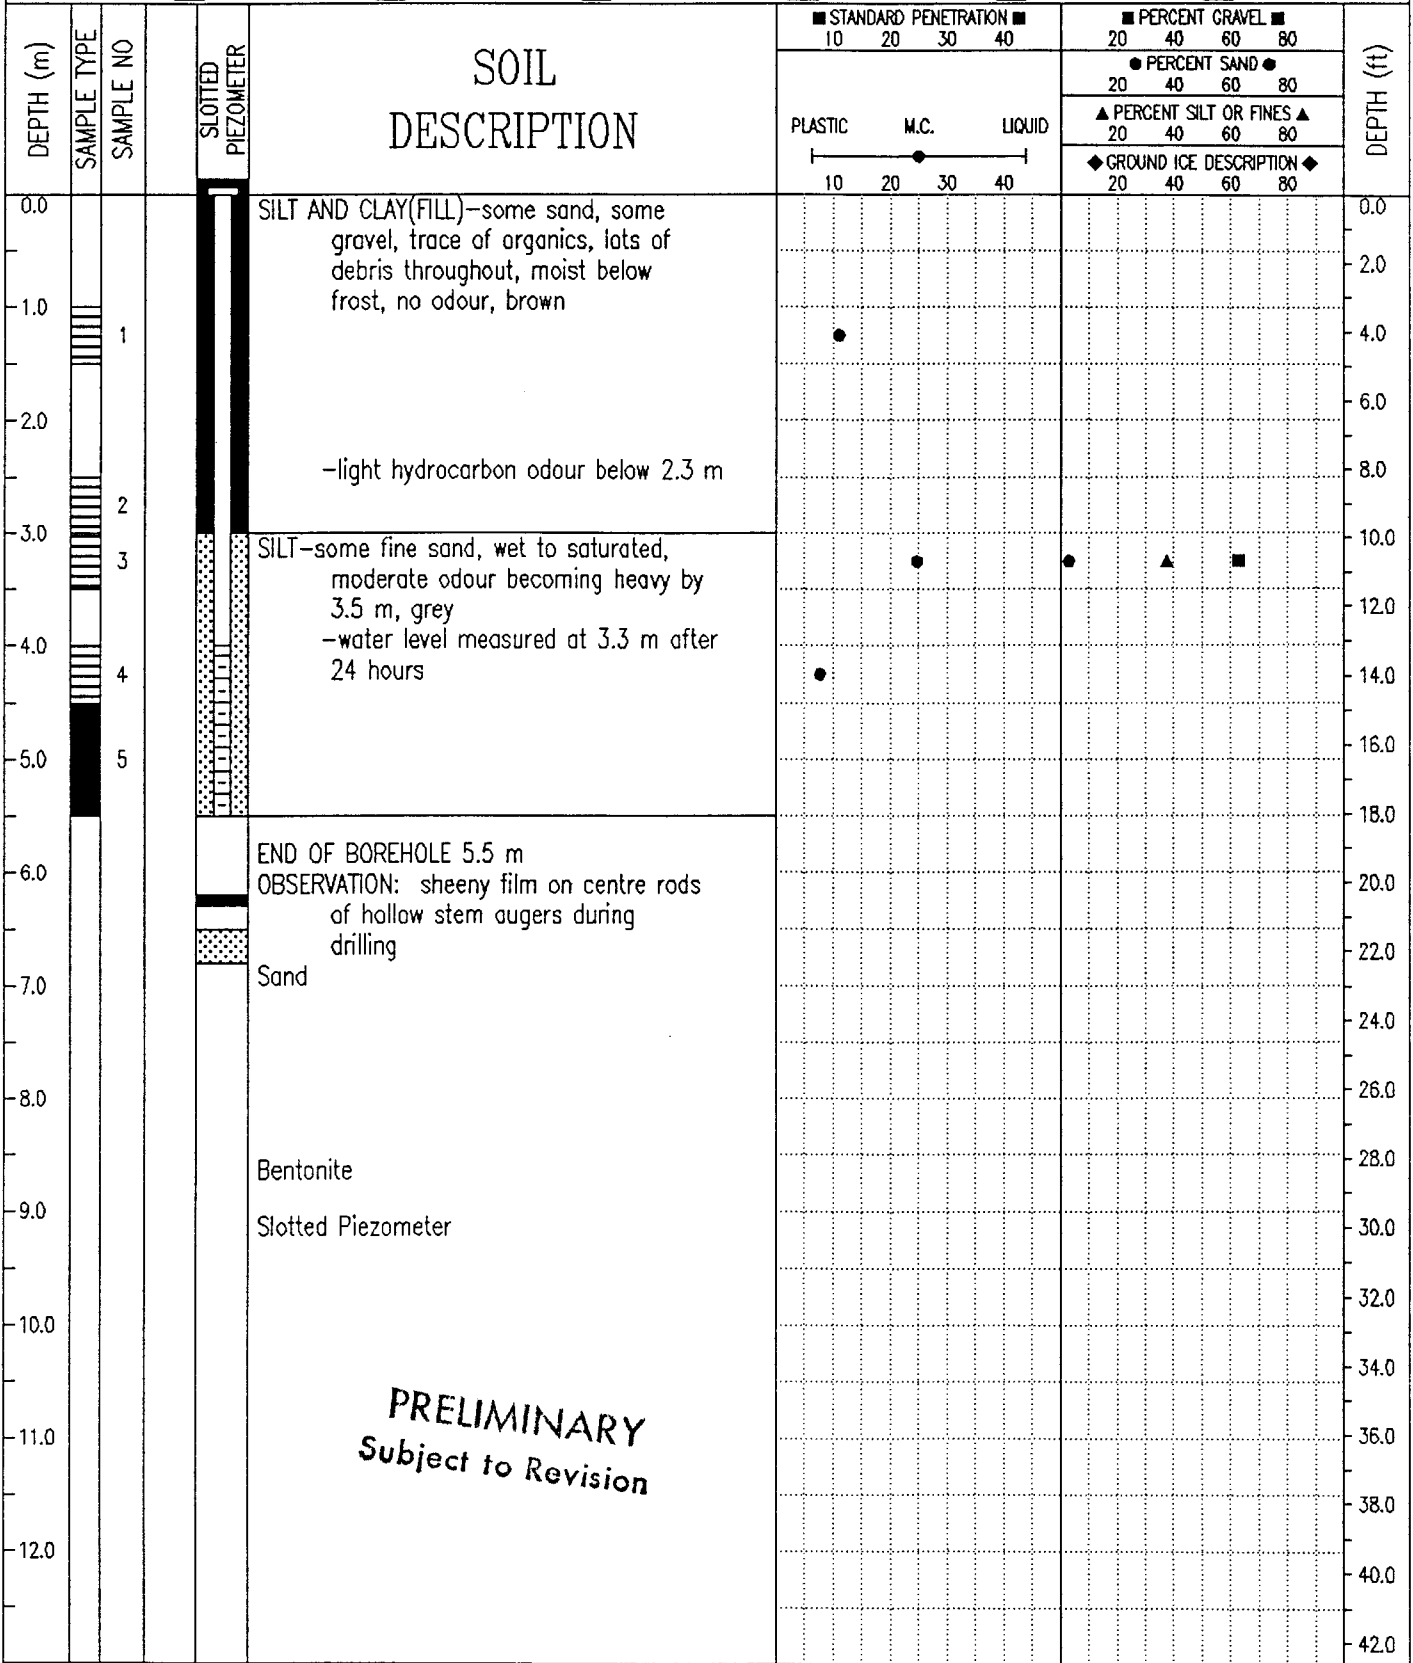 DEPTH (m)
SAMPLE TYPE
SAMPLE NO
SLOTTED
PIEZOMETER
SOIL
DESCRIPTION
■ STANDARD PENETRATION ■
10 20 30 40
PLASTIC M.C. LIQUID
10 20 30 40
■ PERCENT GRAVEL ■
20 40 60 80
● PERCENT SAND ●
20 40 60 80
▲ PERCENT SILT OR FINES ▲
20 40 60 80
◆ GROUND ICE DESCRIPTION ◆
20 40 60 80
DEPTH (ft)
0.0
1.0
2.0
3.0
4.0
5.0
6.0
7.0
8.0
9.0
10.0
11.0
12.0
1
2
3
4
5
SILT AND CLAY(FILL)-some sand, some
gravel, trace of organics, lots of
debris throughout, moist below
frost, no odour, brown
-light hydrocarbon odour below 2.3 m
SILT-some fine sand, wet to saturated,
moderate odour becoming heavy by
3.5 m, grey
-water level measured at 3.3 m after
24 hours
END OF BOREHOLE 5.5 m
OBSERVATION: sheeny film on centre rods
of hollow stem augers during
drilling
Sand
Bentonite
Slotted Piezometer
PRELIMINARY
Subject to Revision
0.0
2.0
4.0
6.0
8.0
10.0
12.0
14.0
16.0
18.0
20.0
22.0
24.0
26.0
28.0
30.0
32.0
34.0
36.0
38.0
40.0
42.0